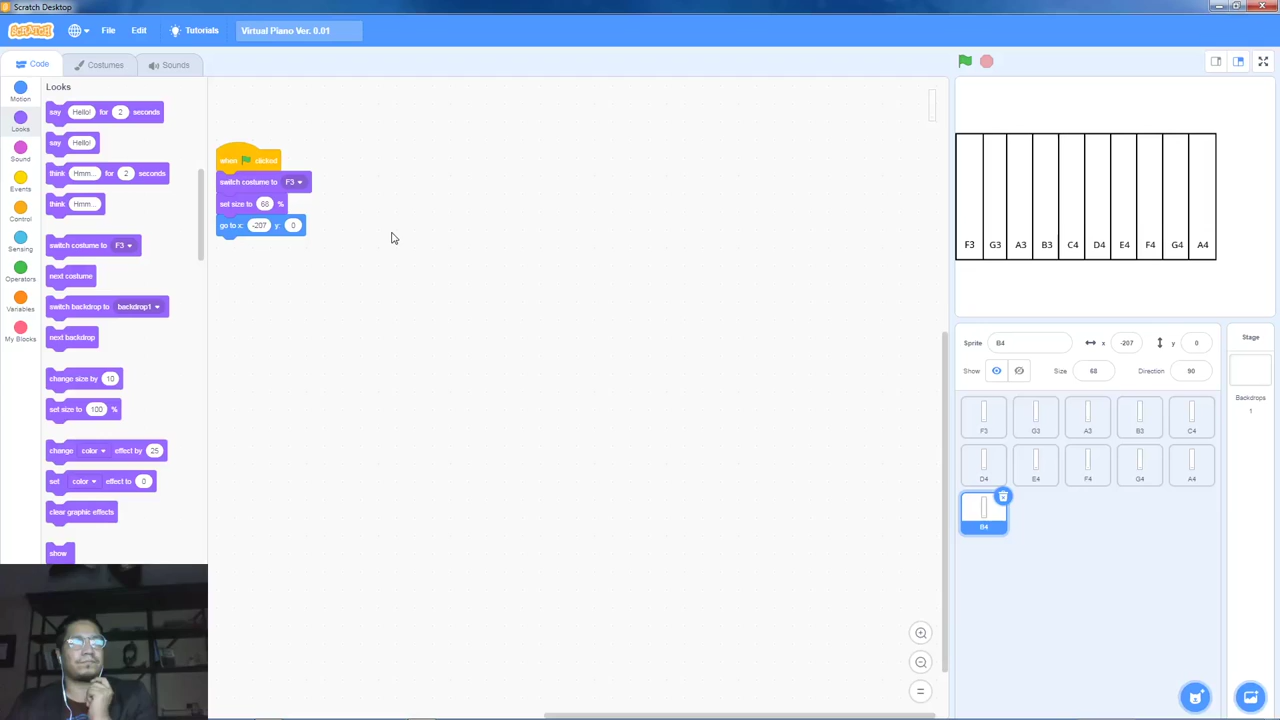 Scratch Desktop
SCRATCH File Edit Tutorials Virtual Piano Ver. 0.01
Code Costumes Sounds
Motion
Looks
Sound
Events
Control
Sensing
Operators
Variables
My Blocks
Looks
say Hello! for 2 seconds
say Hello!
think Hmm... for 2 seconds
think Hmm...
switch costume to F3
next costume
switch backdrop to backdrop1
next backdrop
change size by 10
set size to 100 %
change color effect by 25
set color effect to 0
clear graphic effects
show
when clicked
switch costume to F3
set size to 68 %
go to x: -207 y: 0
F3 G3 A3 B3 C4 D4 E4 F4 G4 A4
Sprite B4 x -207 y 0
Show Size 68 Direction 90
F3 G3 A3 B3 C4
D4 E4 F4 G4 A4
B4
Stage
Backdrops
1